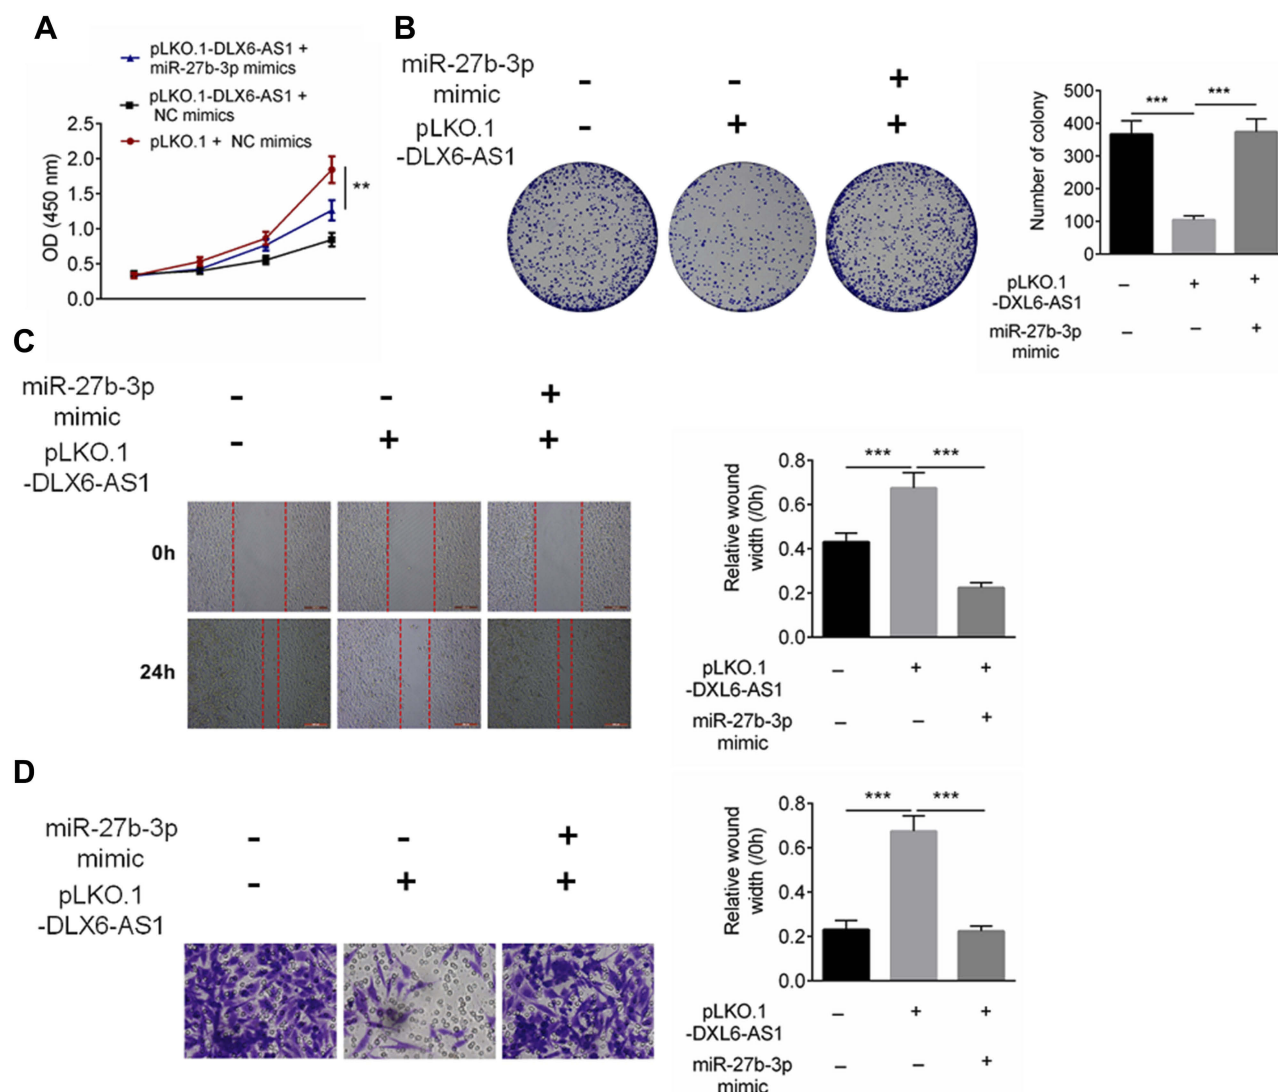 A
pLKO.1-DLX6-AS1 +
miR-27b-3p mimics
pLKO.1-DLX6-AS1 +
NC mimics
pLKO.1 + NC mimics
**
OD (450 nm)
2.5
2.0
1.5
1.0
0.5
0.0
B
miR-27b-3p
mimic
- - +
pLKO.1
-DLX6-AS1
- + +
Number of colony
500
400
300
200
100
0
*** ***
pLKO.1
-DXL6-AS1
– + +
miR-27b-3p
mimic
– – +
C
miR-27b-3p
mimic
- - +
pLKO.1
-DLX6-AS1
- + +
0h
24h
Relative wound
width (/0h)
0.8
0.6
0.4
0.2
0.0
*** ***
pLKO.1
-DXL6-AS1
– + +
miR-27b-3p
mimic
– – +
D
miR-27b-3p
mimic
- - +
pLKO.1
-DLX6-AS1
- + +
Relative wound
width (/0h)
0.8
0.6
0.4
0.2
0.0
*** ***
pLKO.1
-DXL6-AS1
– + +
miR-27b-3p
mimic
– – +